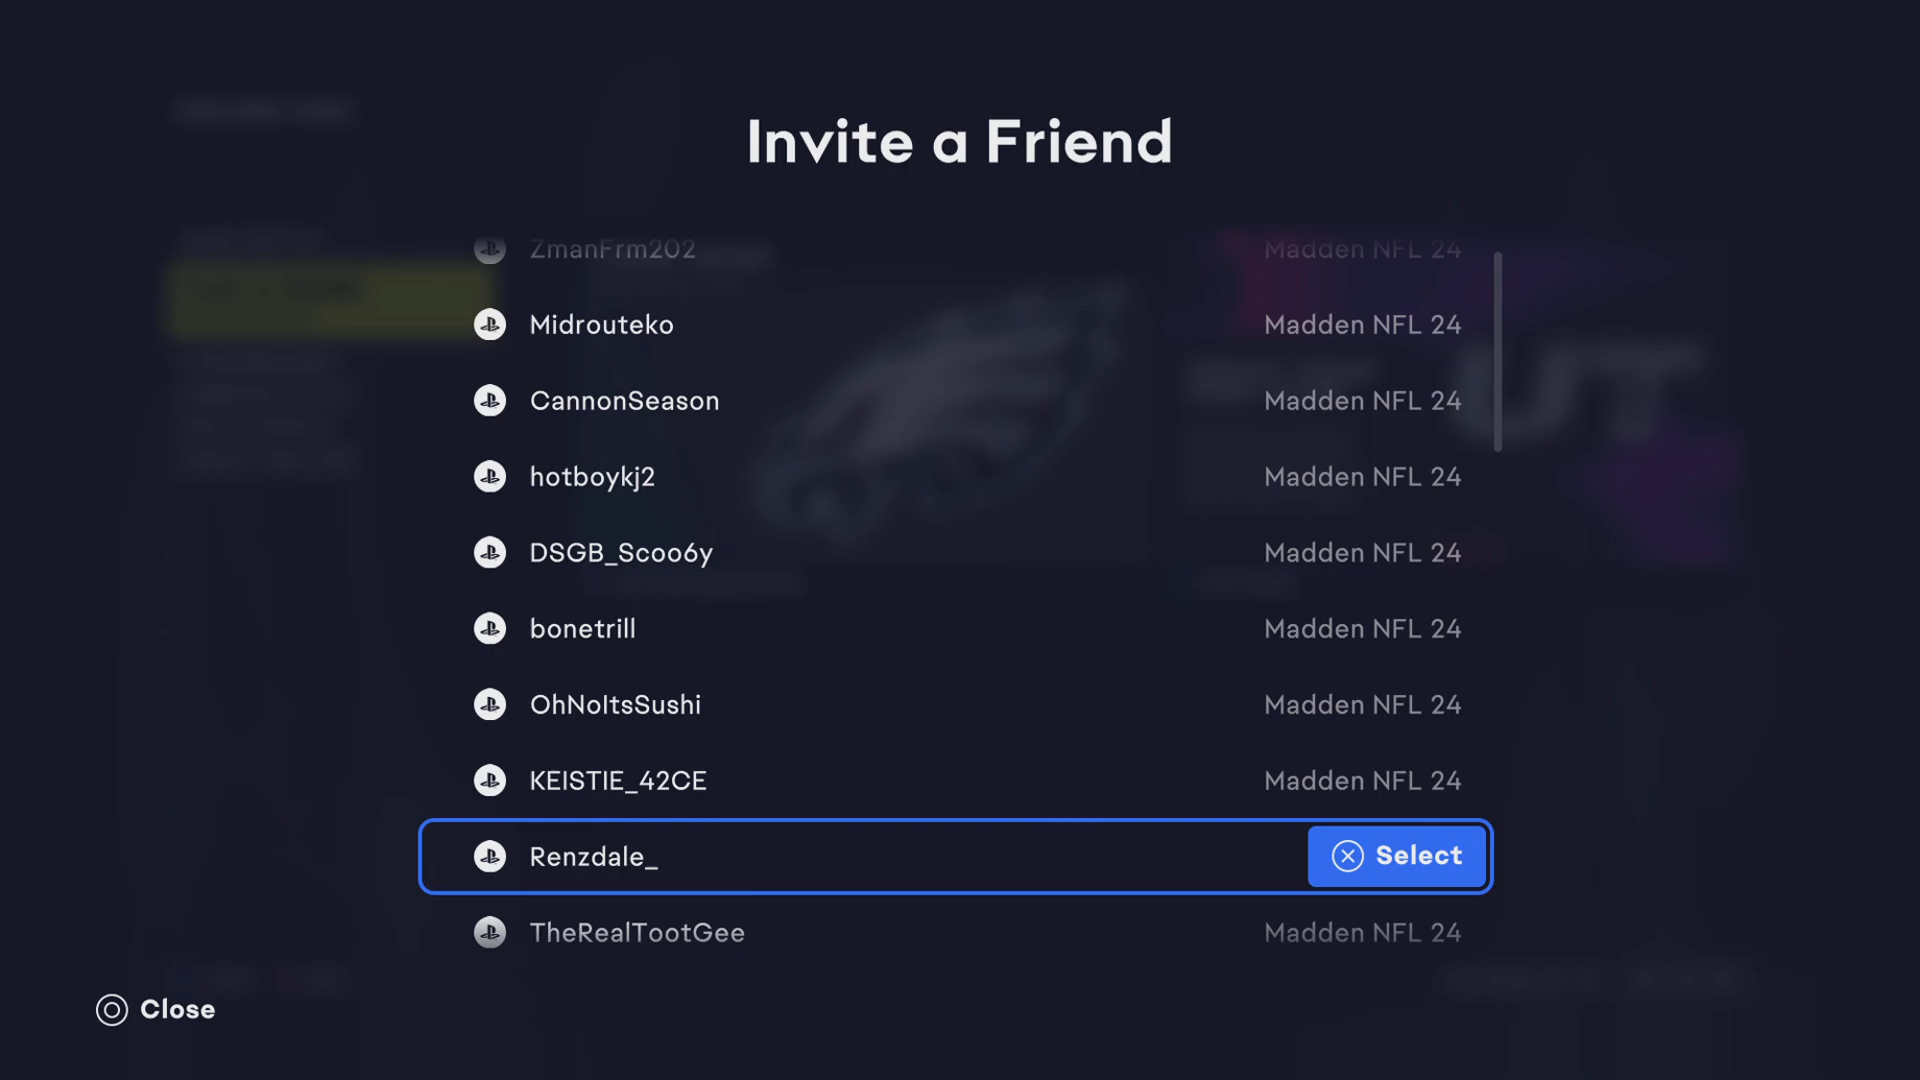 Invite a Friend
ZmanFrm202 Madden NFL 24
Midrouteko Madden NFL 24
CannonSeason Madden NFL 24
hotboykj2 Madden NFL 24
DSGB_Scoo6y Madden NFL 24
bonetrill Madden NFL 24
OhNoItsSushi Madden NFL 24
KEISTIE_42CE Madden NFL 24
Renzdale_ Select
TheRealTootGee Madden NFL 24
Close
UT